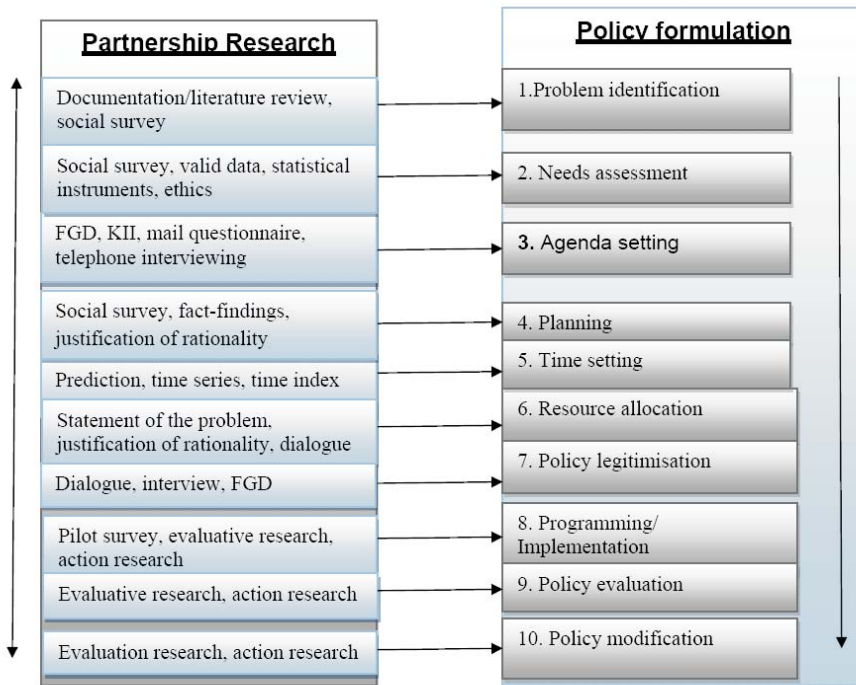 Partnership Research
Documentation/literature review,
social survey
Social survey, valid data, statistical
instruments, ethics
FGD, KII, mail questionnaire,
telephone interviewing
Social survey, fact-findings,
justification of rationality
Prediction, time series, time index
Statement of the problem,
justification of rationality, dialogue
Dialogue, interview, FGD
Pilot survey, evaluative research,
action research
Evaluative research, action research
Evaluation research, action research
Policy formulation
1.Problem identification
2. Needs assessment
3. Agenda setting
4. Planning
5. Time setting
6. Resource allocation
7. Policy legitimisation
8. Programming/
Implementation
9. Policy evaluation
10. Policy modification